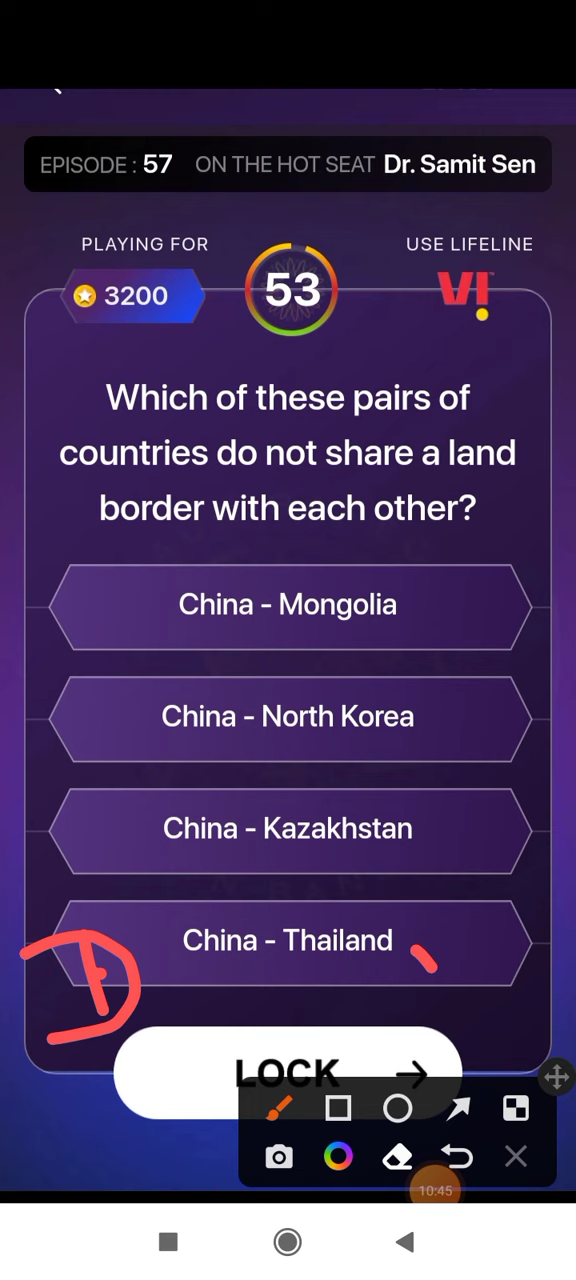 EPISODE : 57 ON THE HOT SEAT Dr. Samit Sen
PLAYING FOR
USE LIFELINE
3200
53
VI
Which of these pairs of
countries do not share a land
border with each other?
China - Mongolia
China - North Korea
China - Kazakhstan
China - Thailand
D
LOCK
10:45